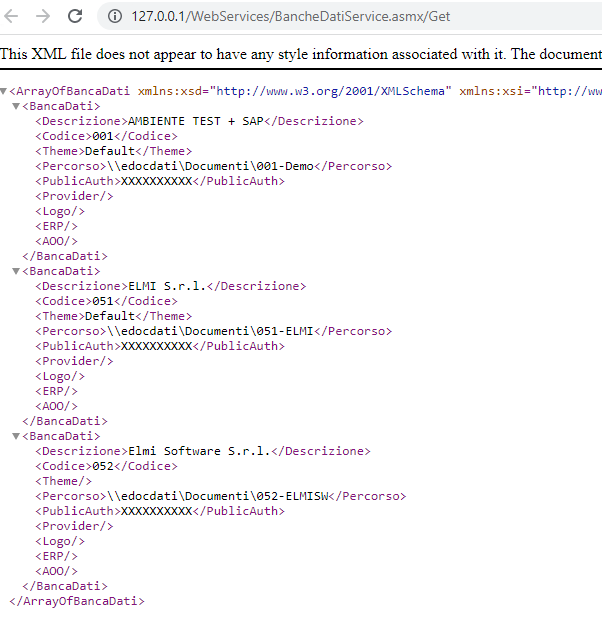 127.0.0.1/WebServices/BancheDatiService.asmx/Get
This XML file does not appear to have any style information associated with it. The document
<ArrayOfBancaDati xmlns:xsd="http://www.w3.org/2001/XMLSchema" xmlns:xsi="http://ww
<BancaDati>
<Descrizione>AMBIENTE TEST + SAP</Descrizione>
<Codice>001</Codice>
<Theme>Default</Theme>
<Percorso>\\edocdati\Documenti\001-Demo</Percorso>
<PublicAuth>XXXXXXXXXX</PublicAuth>
<Provider/>
<Logo/>
<ERP/>
<AOO/>
</BancaDati>
<BancaDati>
<Descrizione>ELMI S.r.l.</Descrizione>
<Codice>051</Codice>
<Theme>Default</Theme>
<Percorso>\\edocdati\Documenti\051-ELMI</Percorso>
<PublicAuth>XXXXXXXXXX</PublicAuth>
<Provider/>
<Logo/>
<ERP/>
<AOO/>
</BancaDati>
<BancaDati>
<Descrizione>Elmi Software S.r.l.</Descrizione>
<Codice>052</Codice>
<Theme/>
<Percorso>\\edocdati\Documenti\052-ELMISW</Percorso>
<PublicAuth>XXXXXXXXXX</PublicAuth>
<Provider/>
<Logo/>
<ERP/>
<AOO/>
</BancaDati>
</ArrayOfBancaDati>